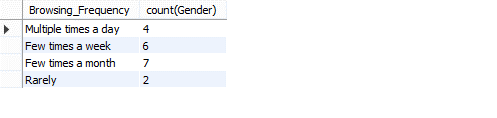 Browsing_Frequency count(Gender)
Multiple times a day 4
Few times a week 6
Few times a month 7
Rarely 2